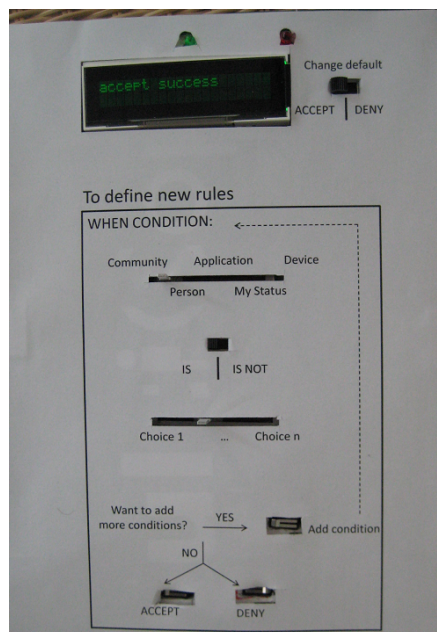 Change default
accept success
ACCEPT | DENY
To define new rules
WHEN CONDITION:
Community Application Device
Person My Status
IS | IS NOT
Choice 1 ... Choice n
Want to add
more conditions?
YES
Add condition
NO
ACCEPT
DENY